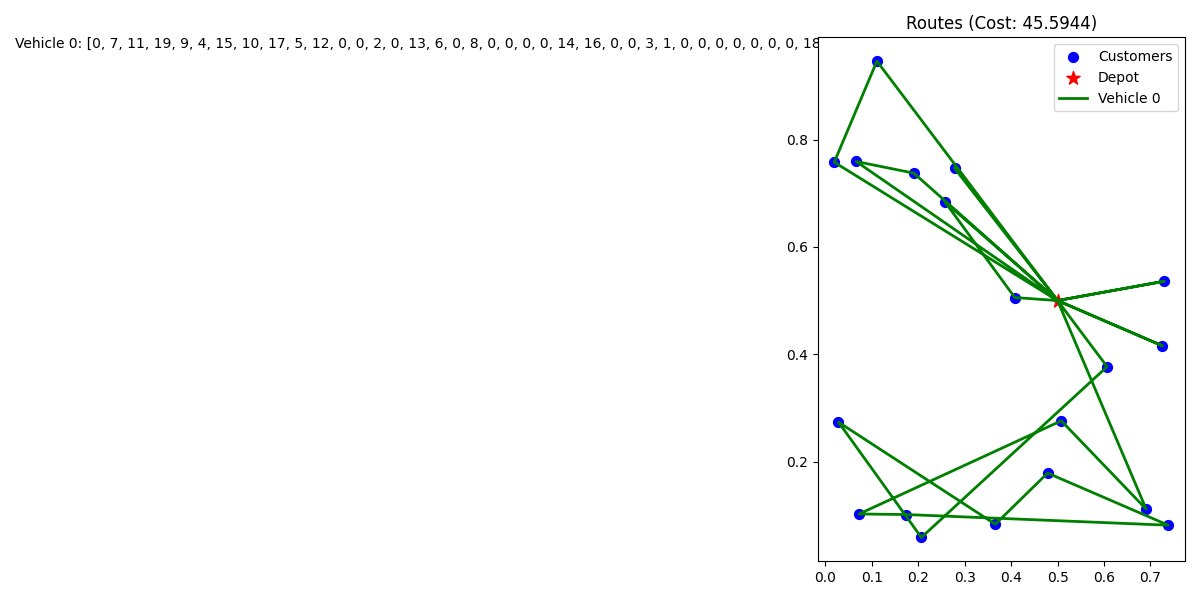 Routes (Cost: 45.5944)
Vehicle 0: [0, 7, 11, 19, 9, 4, 15, 10, 17, 5, 12, 0, 0, 2, 0, 13, 6, 0, 8, 0, 0, 0, 0, 14, 16, 0, 0, 3, 1, 0, 0, 0, 0, 0, 0, 0, 18
Customers
Depot
Vehicle 0
0.8
0.6
0.4
0.2
0.0 0.1 0.2 0.3 0.4 0.5 0.6 0.7